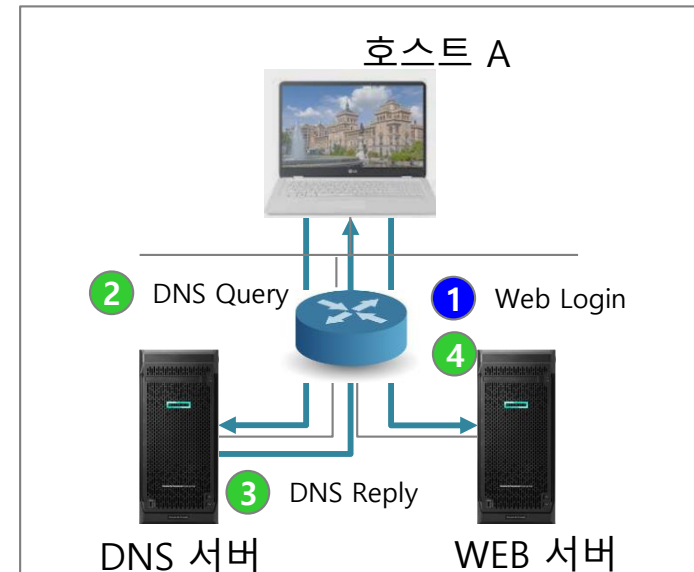 호스트 A
2 DNS Query
1 Web Login
4
3 DNS Reply
DNS 서버
WEB 서버